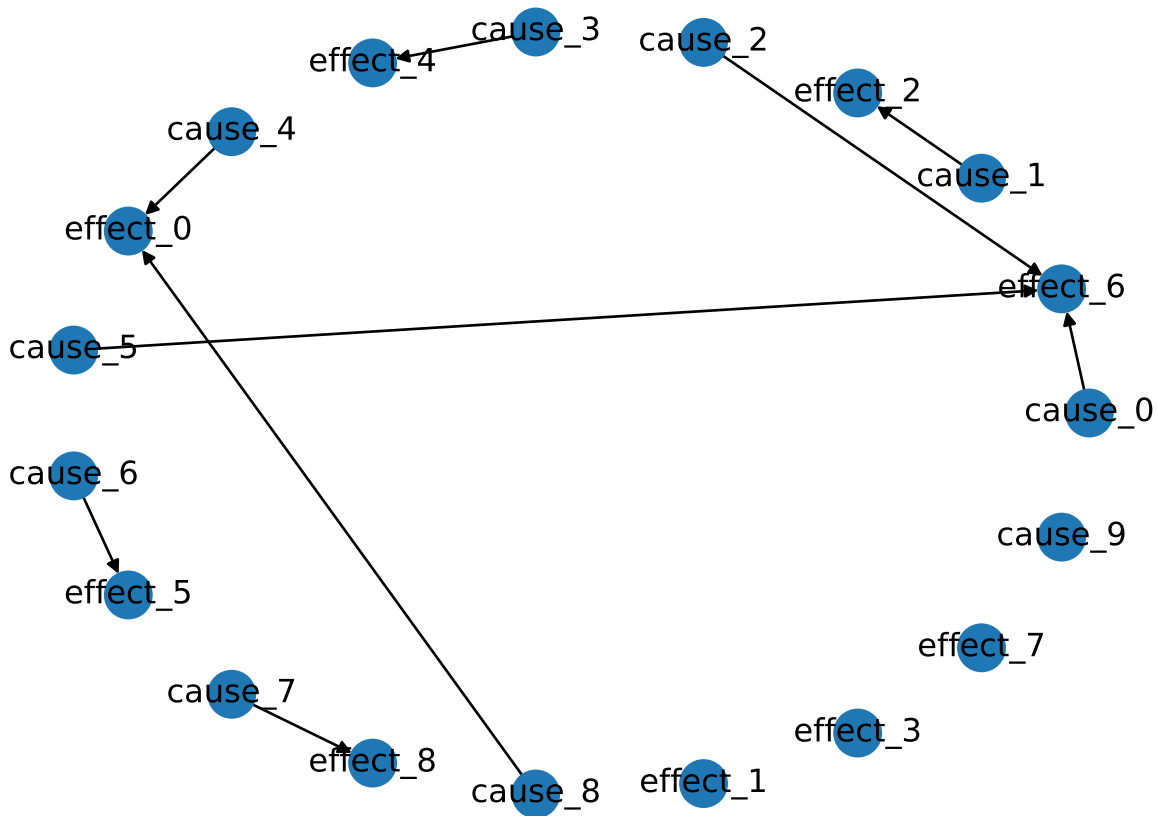 cause_3
cause_2
effect_4
effect_2
cause_4
cause_1
effect_0
effect_6
cause_5
cause_0
cause_6
cause_9
effect_5
effect_7
cause_7
effect_3
effect_8
effect_1
cause_8